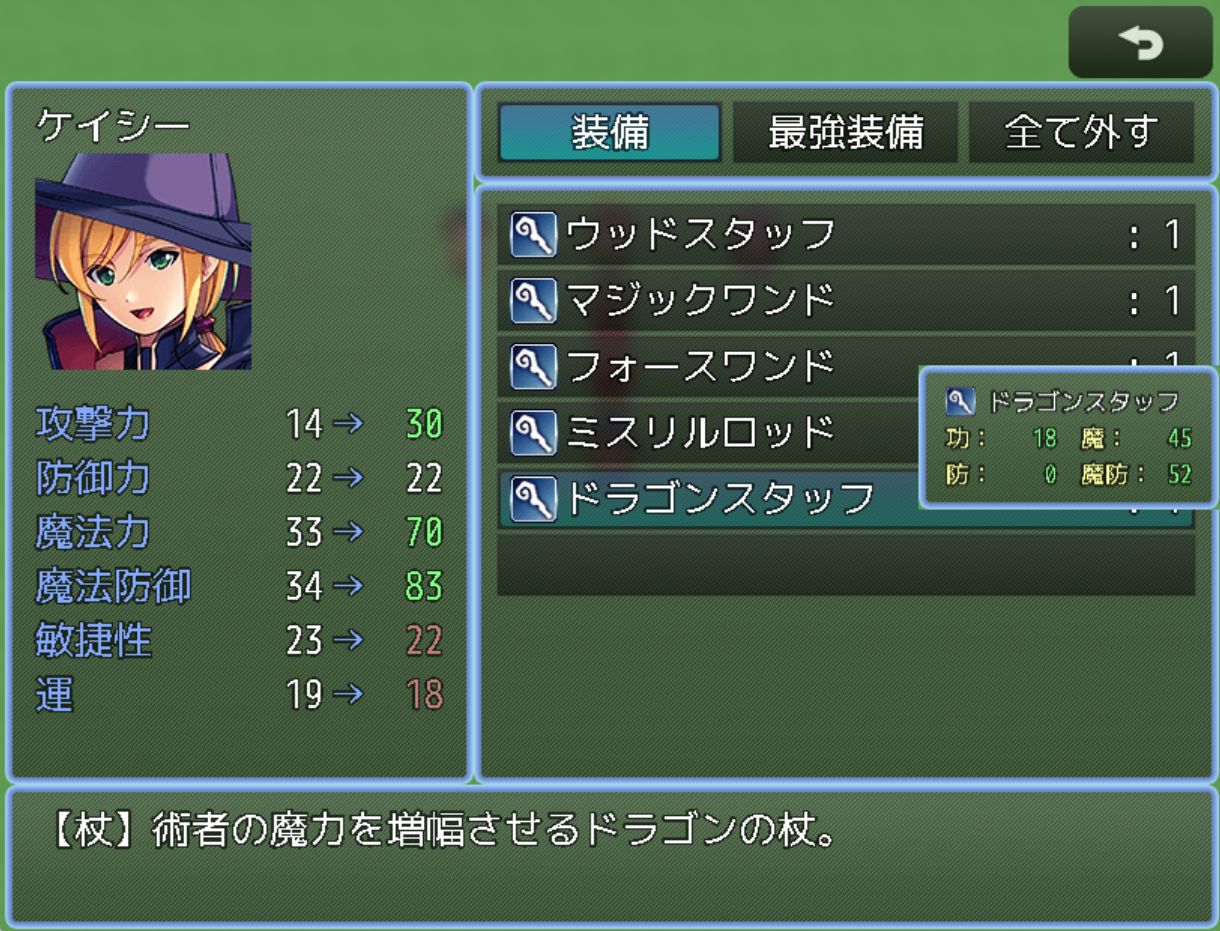 ケイシー
装備 最強装備 全て外す
ウッドスタッフ : 1
マジックワンド : 1
フォースワンド : 1
ミスリルロッド
ドラゴンスタッフ
ドラゴンスタッフ
功: 18 魔: 45
防: 0 魔防: 52
攻撃力 14→ 30
防御力 22→ 22
魔法力 33→ 70
魔法防御 34→ 83
敏捷性 23→ 22
運 19→ 18
【杖】術者の魔力を増幅させるドラゴンの杖。